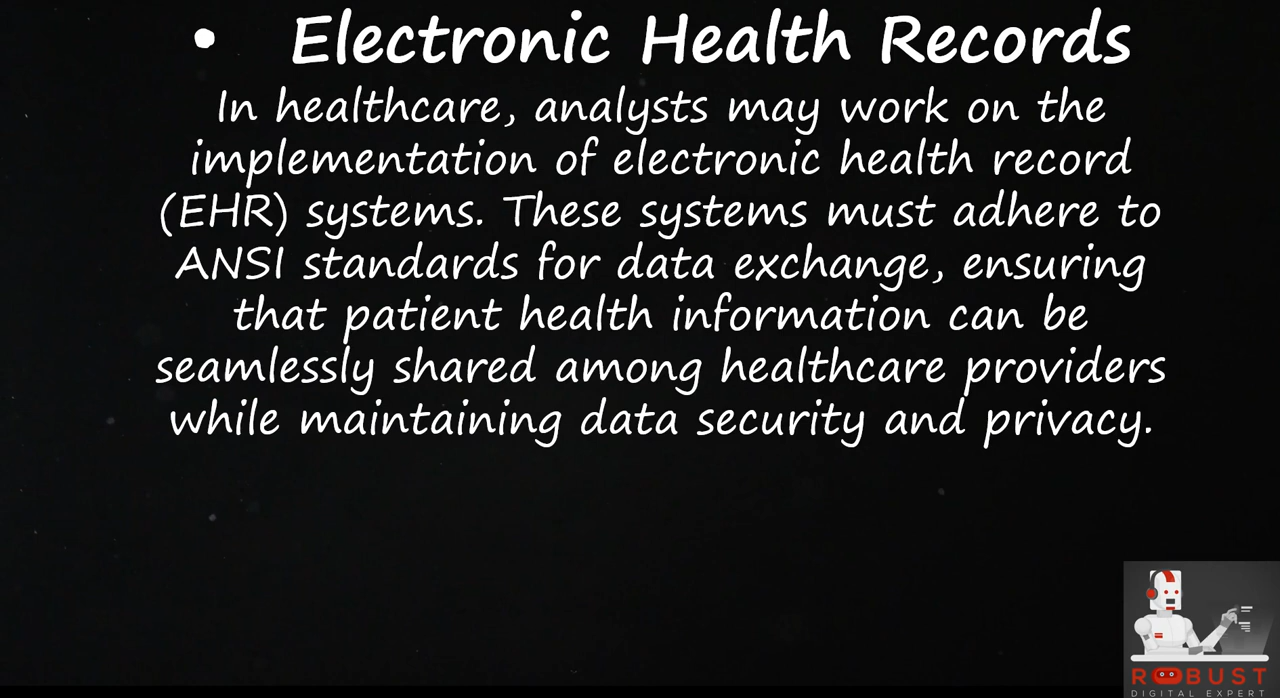 • Electronic Health Records
In healthcare, analysts may work on the
implementation of electronic health record
(EHR) systems. These systems must adhere to
ANSI standards for data exchange, ensuring
that patient health information can be
seamlessly shared among healthcare providers
while maintaining data security and privacy.
ROBUST
DIGITAL EXPERT